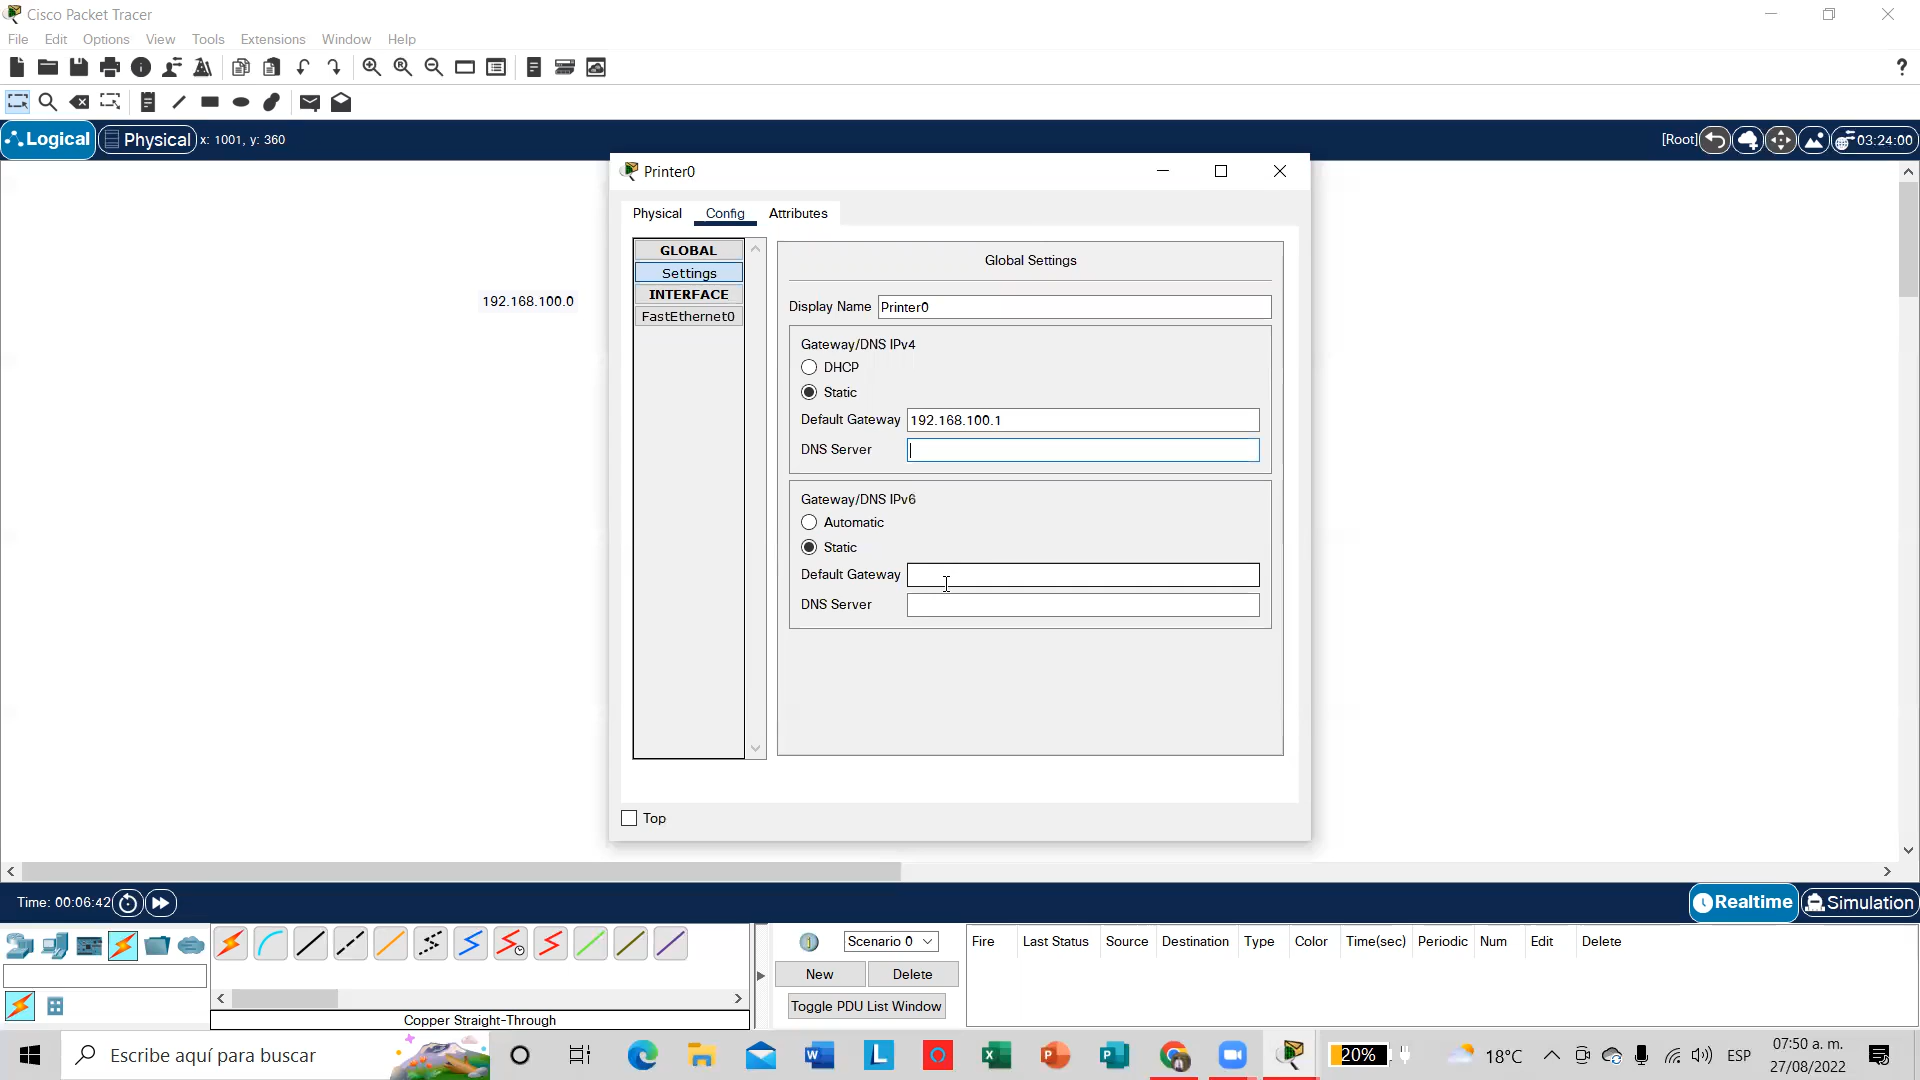 Cisco Packet Tracer
File Edit Options View Tools Extensions Window Help
?
Logical Physical x: 1001, y: 360 [Root] 03:24:00
192.168.100.0
Printer0
Physical Config Attributes
GLOBAL
Settings
INTERFACE
FastEthernet0
Global Settings
Display Name Printer0
Gateway/DNS IPv4
DHCP
Static
Default Gateway 192.168.100.1
DNS Server
Gateway/DNS IPv6
Automatic
Static
Default Gateway
DNS Server
Top
Time: 00:06:42 Realtime Simulation
Scenario 0
New Delete
Toggle PDU List Window
Fire Last Status Source Destination Type Color Time(sec) Periodic Num Edit Delete
Copper Straight-Through
Escribe aquí para buscar
20% 18°C ESP 07:50 a. m.
27/08/2022